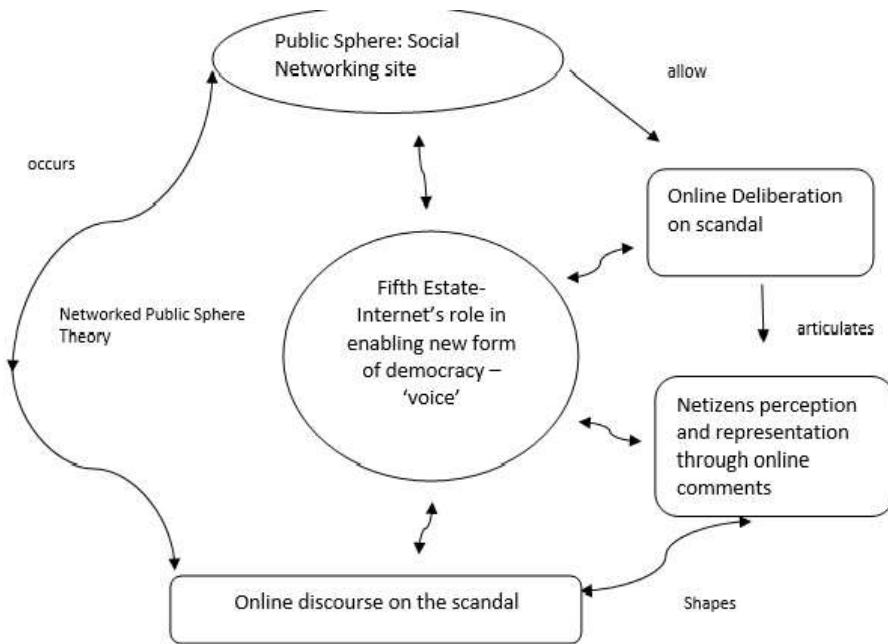 Public Sphere: Social
Networking site
allow
occurs
Online Deliberation
on scandal
Fifth Estate-
Internet's role in
enabling new form
of democracy –
'voice'
Networked Public Sphere
Theory
articulates
Netizens perception
and representation
through online
comments
Online discourse on the scandal
Shapes